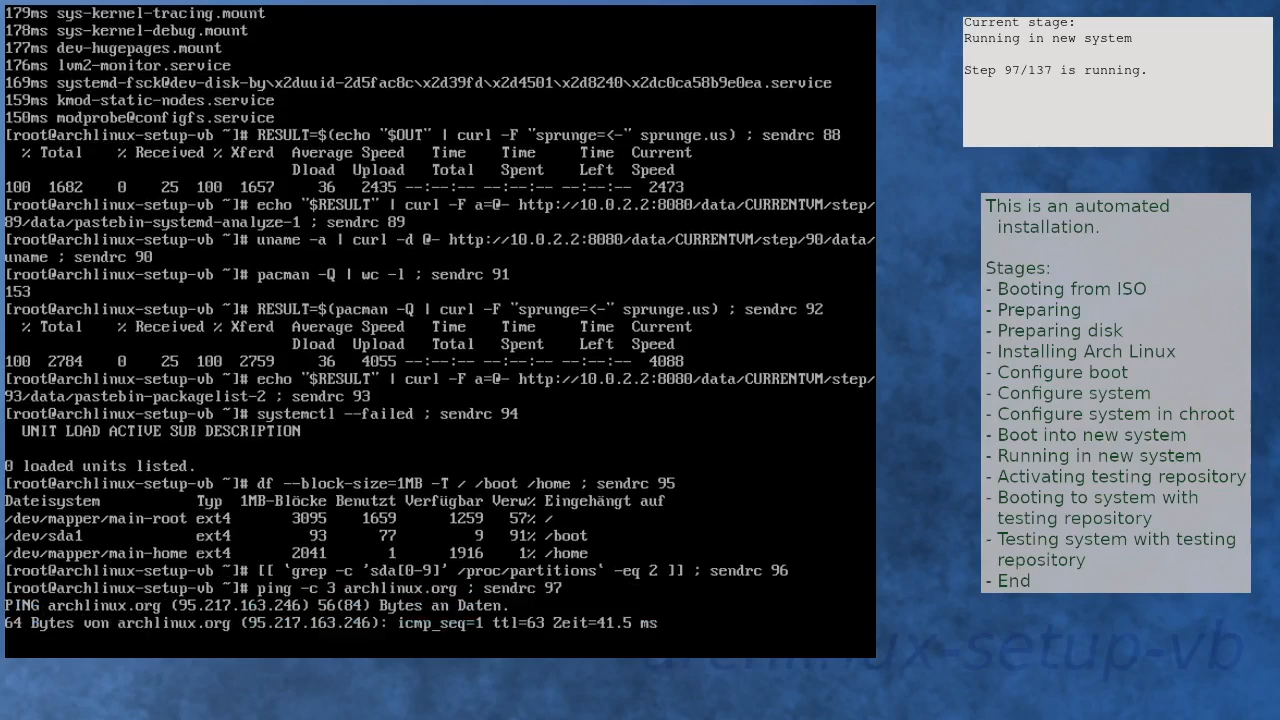 179ms sys-kernel-tracing.mount
178ms sys-kernel-debug.mount
177ms dev-hugepages.mount
176ms lvm2-monitor.service
169ms systemd-fsck@dev-disk-by\x2duuid-2d5fac8c\x2d39fd\x2d4501\x2d8240\x2dc0ca58b9e0ea.service
159ms kmod-static-nodes.service
150ms modprobe@configfs.service
[root@archlinux-setup-vb ~]# RESULT=$(echo "$OUT" | curl -F "sprunge=<-" sprunge.us) ; sendrc 88
% Total % Received % Xferd Average Speed Time Time Time Current
Dload Upload Total Spent Left Speed
100 1682 0 25 100 1657 36 2435 --:--:-- --:--:-- --:--:-- 2473
[root@archlinux-setup-vb ~]# echo "$RESULT" | curl -F a=@- http://10.0.2.2:8080/data/CURRENTVM/step/
89/data/pastebin-systemd-analyze-1 ; sendrc 89
[root@archlinux-setup-vb ~]# uname -a | curl -d @- http://10.0.2.2:8080/data/CURRENTVM/step/90/data/
uname ; sendrc 90
[root@archlinux-setup-vb ~]# pacman -Q | wc -l ; sendrc 91
153
[root@archlinux-setup-vb ~]# RESULT=$(pacman -Q | curl -F "sprunge=<-" sprunge.us) ; sendrc 92
% Total % Received % Xferd Average Speed Time Time Time Current
Dload Upload Total Spent Left Speed
100 2784 0 25 100 2759 36 4055 --:--:-- --:--:-- --:--:-- 4088
[root@archlinux-setup-vb ~]# echo "$RESULT" | curl -F a=@- http://10.0.2.2:8080/data/CURRENTVM/step/
93/data/pastebin-packagelist-2 ; sendrc 93
[root@archlinux-setup-vb ~]# systemctl --failed ; sendrc 94
UNIT LOAD ACTIVE SUB DESCRIPTION
0 loaded units listed.
[root@archlinux-setup-vb ~]# df --block-size=1MB -T / /boot /home ; sendrc 95
Dateisystem Typ 1MB-Blöcke Benutzt Verfügbar Verw% Eingehängt auf
/dev/mapper/main-root ext4 3095 1659 1259 57% /
/dev/sda1 ext4 93 77 9 91% /boot
/dev/mapper/main-home ext4 2041 1 1916 1% /home
[root@archlinux-setup-vb ~]# [[ `grep -c 'sda[0-9]' /proc/partitions` -eq 2 ]] ; sendrc 96
[root@archlinux-setup-vb ~]# ping -c 3 archlinux.org ; sendrc 97
PING archlinux.org (95.217.163.246) 56(84) Bytes an Daten.
64 Bytes von archlinux.org (95.217.163.246): icmp_seq=1 ttl=63 Zeit=41.5 ms
Current stage:
Running in new system
Step 97/137 is running.
This is an automated
installation.
Stages:
- Booting from ISO
- Preparing
- Preparing disk
- Installing Arch Linux
- Configure boot
- Configure system
- Configure system in chroot
- Boot into new system
- Running in new system
- Activating testing repository
- Booting to system with
testing repository
- Testing system with testing
repository
- End
archlinux-setup-vb